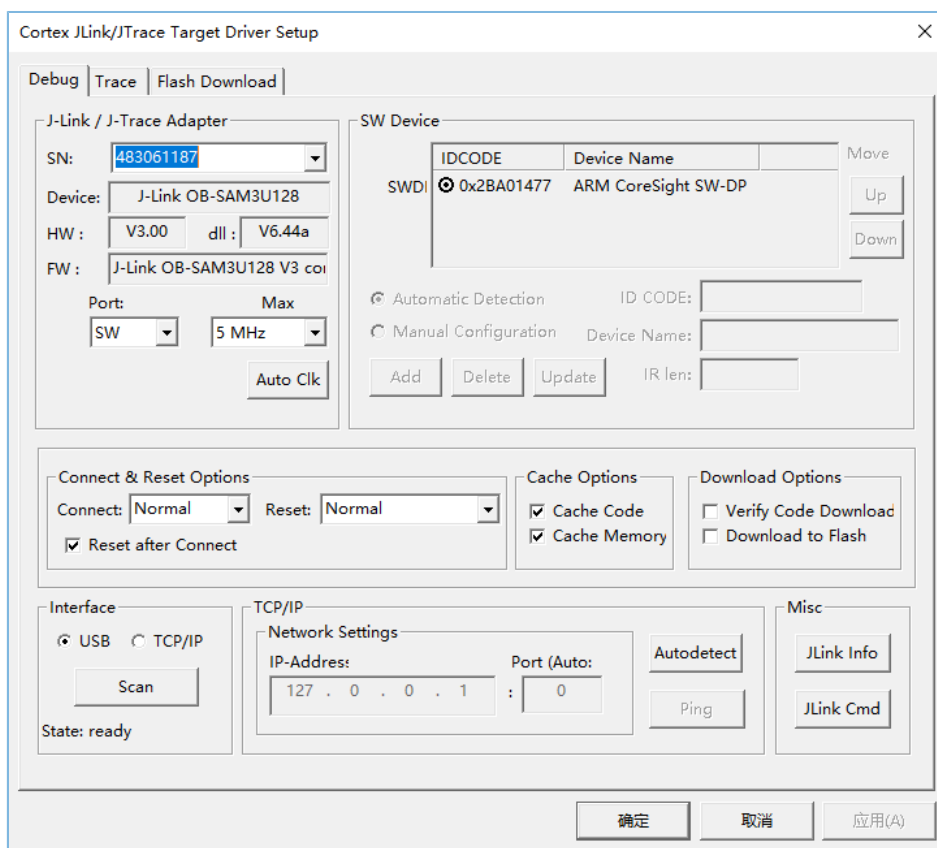 Cortex JLink/JTrace Target Driver Setup
Debug Trace Flash Download
J-Link / J-Trace Adapter
SN: 483061187
Device: J-Link OB-SAM3U128
HW : V3.00 dll : V6.44a
FW : J-Link OB-SAM3U128 V3 coı
Port: Max
SW 5 MHz
Auto Clk
SW Device
IDCODE Device Name
SWDI 0x2BA01477 ARM CoreSight SW-DP
Move
Up
Down
Automatic Detection ID CODE:
Manual Configuration Device Name:
Add Delete Update IR len:
Connect & Reset Options
Connect: Normal Reset: Normal
Reset after Connect
Cache Options
Cache Code
Cache Memory
Download Options
Verify Code Download
Download to Flash
Interface
USB TCP/IP
Scan
State: ready
TCP/IP
Network Settings
IP-Address Port (Auto:
127 . 0 . 0 . 1 : 0
Autodetect
Ping
Misc
JLink Info
JLink Cmd
确定 取消 应用(A)